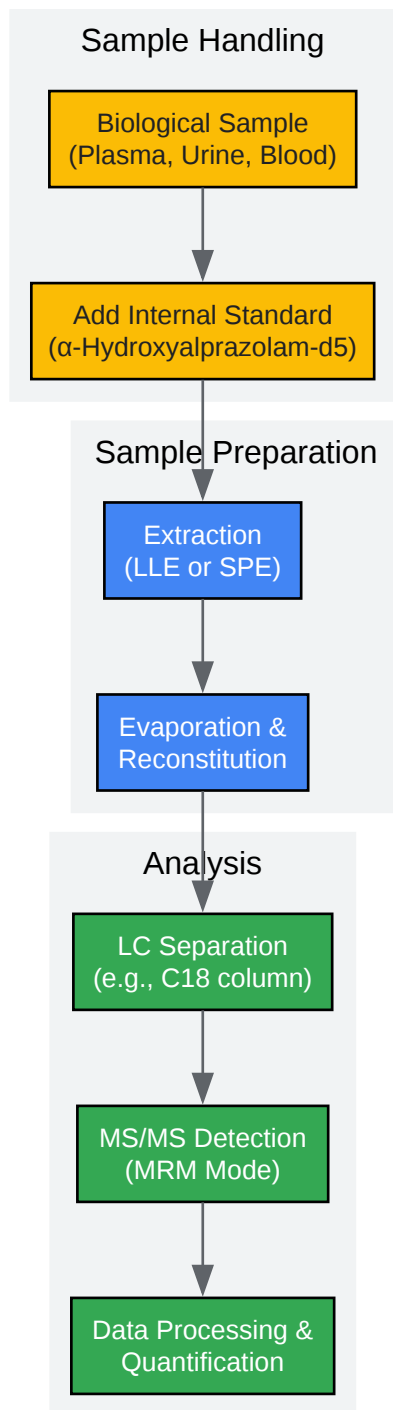 Sample Handling
Biological Sample
(Plasma, Urine, Blood)
Add Internal Standard
(α-Hydroxyalprazolam-d5)
Sample Preparation
Extraction
(LLE or SPE)
Evaporation &
Reconstitution
Analysis
LC Separation
(e.g., C18 column)
MS/MS Detection
(MRM Mode)
Data Processing &
Quantification